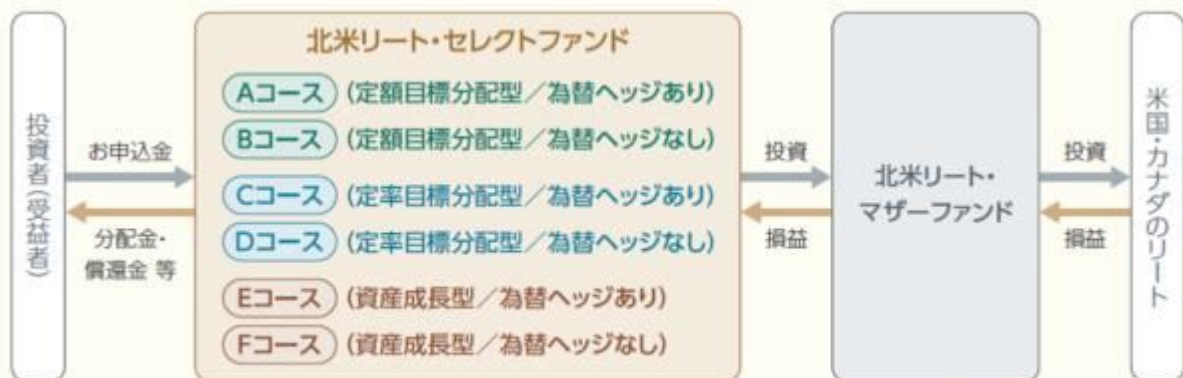 投資者(受益者)
お申込金
分配金・
償還金 等
北米リート・セレクトファンド
Aコース (定額目標分配型／為替ヘッジあり)
Bコース (定額目標分配型／為替ヘッジなし)
Cコース (定率目標分配型／為替ヘッジあり)
Dコース (定率目標分配型／為替ヘッジなし)
Eコース (資産成長型／為替ヘッジあり)
Fコース (資産成長型／為替ヘッジなし)
投資
損益
北米リート・
マザーファンド
投資
損益
米国・カナダのリート